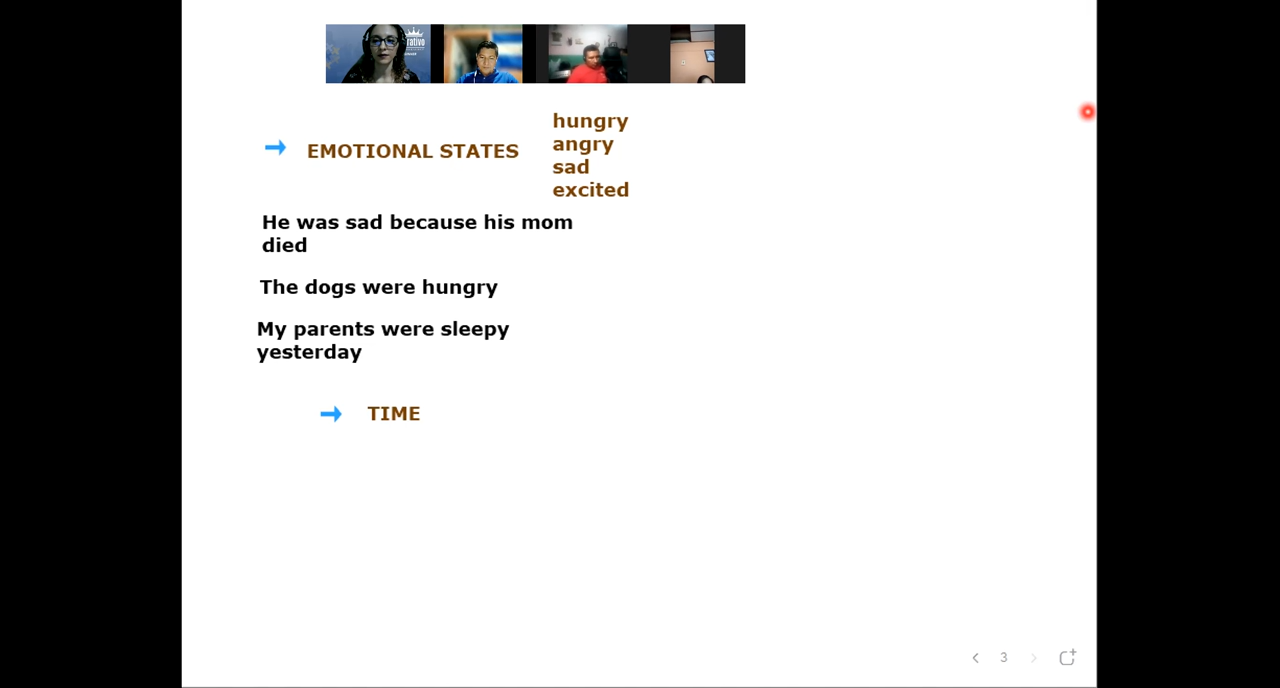 rativo
EMOTIONAL STATES
hungry
angry
sad
excited
He was sad because his mom
died
The dogs were hungry
My parents were sleepy
yesterday
TIME
3